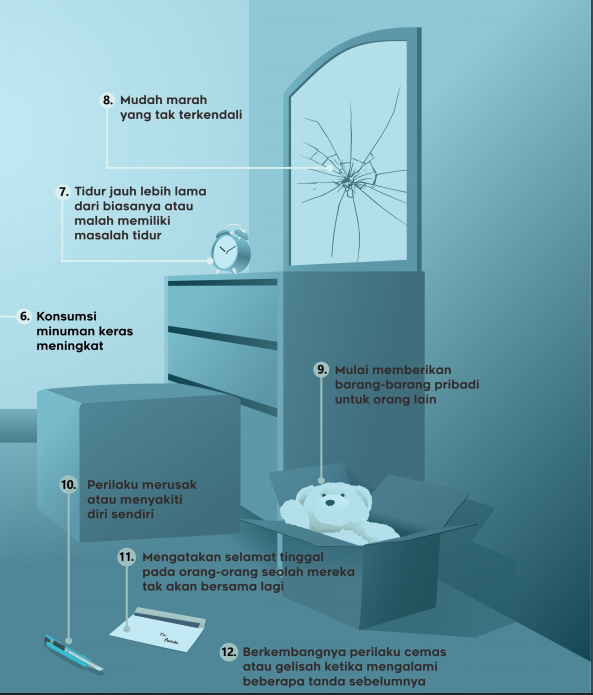 8. Mudah marah
yang tak terkendali
7. Tidur jauh lebih lama
dari biasanya atau
malah memiliki
masalah tidur
6. Konsumsi
minuman keras
meningkat
9. Mulai memberikan
barang-barang pribadi
untuk orang lain
10. Perilaku merusak
atau menyakiti
diri sendiri
11. Mengatakan selamat tinggal
pada orang-orang seolah mereka
tak akan bersama lagi
To:
12. Berkembangnya perilaku cemas
atau gelisah ketika mengalami
beberapa tanda sebelumnya